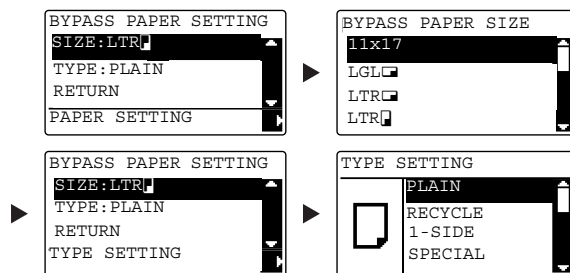 BYPASS PAPER SETTING
SIZE:LTR
TYPE:PLAIN
RETURN
PAPER SETTING
BYPASS PAPER SIZE
11x17
LGL
LTR
LTR
BYPASS PAPER SETTING
SIZE:LTR
TYPE:PLAIN
RETURN
TYPE SETTING
TYPE SETTING
PLAIN
RECYCLE
1-SIDE
SPECIAL